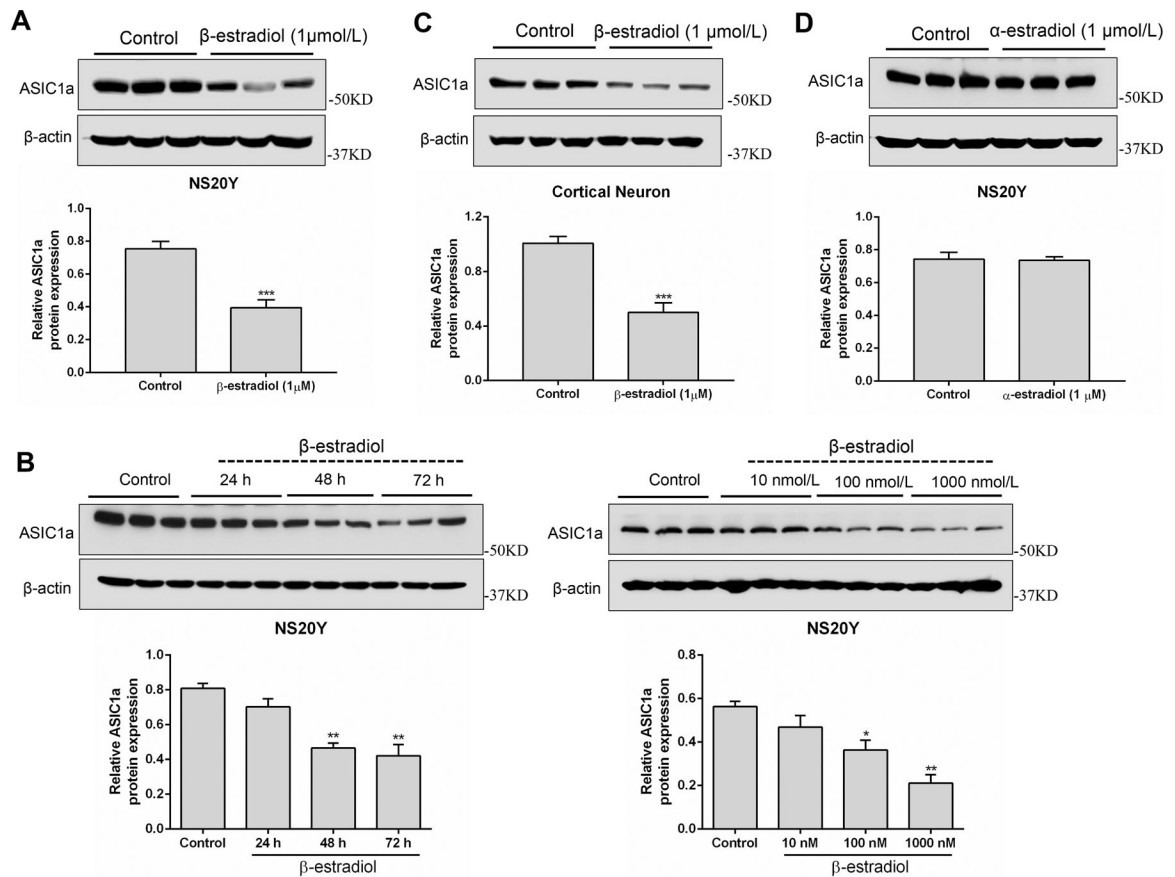 A
Control β-estradiol (1μmol/L)
ASIC1a
-50KD
β-actin
-37KD
NS20Y
Relative ASIC1a
protein expression
1.0
0.8
0.6
0.4
0.2
0.0
***
Control β-estradiol (1μM)
C
Control β-estradiol (1 μmol/L)
ASIC1a
-50KD
β-actin
-37KD
Cortical Neuron
Relative ASIC1a
protein expression
1.2
0.8
0.4
0.0
***
Control β-estradiol (1μM)
D
Control α-estradiol (1 μmol/L)
ASIC1a
-50KD
β-actin
-37KD
NS20Y
Relative ASIC1a
protein expression
1.0
0.8
0.6
0.4
0.2
0.0
Control α-estradiol (1 μM)
B
β-estradiol
Control 24 h 48 h 72 h
ASIC1a
-50KD
β-actin
-37KD
NS20Y
Relative ASIC1a
protein expression
1.0
0.8
0.6
0.4
0.2
0.0
** **
Control 24 h 48 h 72 h
β-estradiol
β-estradiol
Control 10 nmol/L 100 nmol/L 1000 nmol/L
ASIC1a
-50KD
β-actin
-37KD
NS20Y
Relative ASIC1a
protein expression
0.8
0.6
0.4
0.2
0.0
* **
Control 10 nM 100 nM 1000 nM
β-estradiol